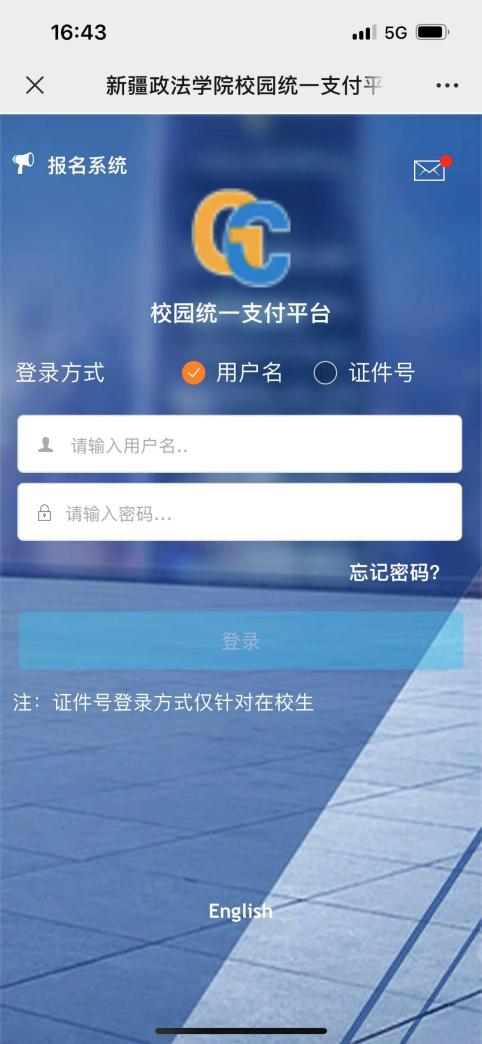 16:43
5G
新疆政法学院校园统一支付平
报名系统
校园统一支付平台
登录方式
用户名
证件号
请输入用户名..
请输入密码...
忘记密码?
登录
注：证件号登录方式仅针对在校生
English